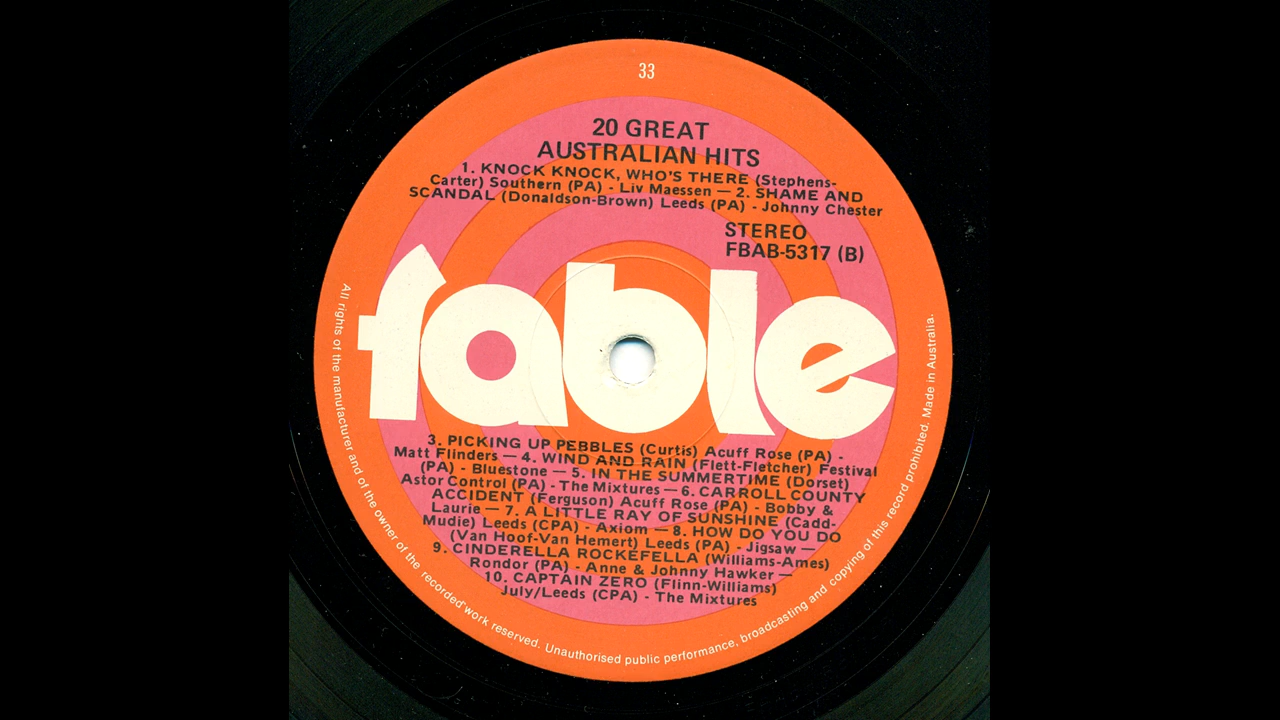 33
20 GREAT
AUSTRALIAN HITS
1. KNOCK KNOCK, WHO'S THERE (Stephens-
Carter) Southern (PA) - Liv Maessen — 2. SHAME AND
SCANDAL (Donaldson-Brown) Leeds (PA) - Johnny Chester
STEREO
FBAB-5317 (B)
fable
3. PICKING UP PEBBLES (Curtis) Acuff Rose (PA) -
Matt Flinders — 4. WIND AND RAIN (Flett-Fletcher) Festival
(PA) - Bluestone — 5. IN THE SUMMERTIME (Dorset)
Astor Control (PA) - The Mixtures — 6. CARROLL COUNTY
ACCIDENT (Ferguson) Acuff Rose (PA) - Bobby &
Laurie — 7. A LITTLE RAY OF SUNSHINE (Cadd-
Mudie) Leeds (CPA) - Axiom — 8. HOW DO YOU DO
(Van Hoof-Van Hemert) Leeds (PA) - Jigsaw —
9. CINDERELLA ROCKEFELLA (Williams-Ames)
Rondor (PA) - Anne & Johnny Hawker —
10. CAPTAIN ZERO (Flinn-Williams)
July/Leeds (CPA) - The Mixtures
All rights of the manufacturer and of the owner of the recorded work reserved. Unauthorised public performance, broadcasting and copying of this record prohibited. Made in Australia.